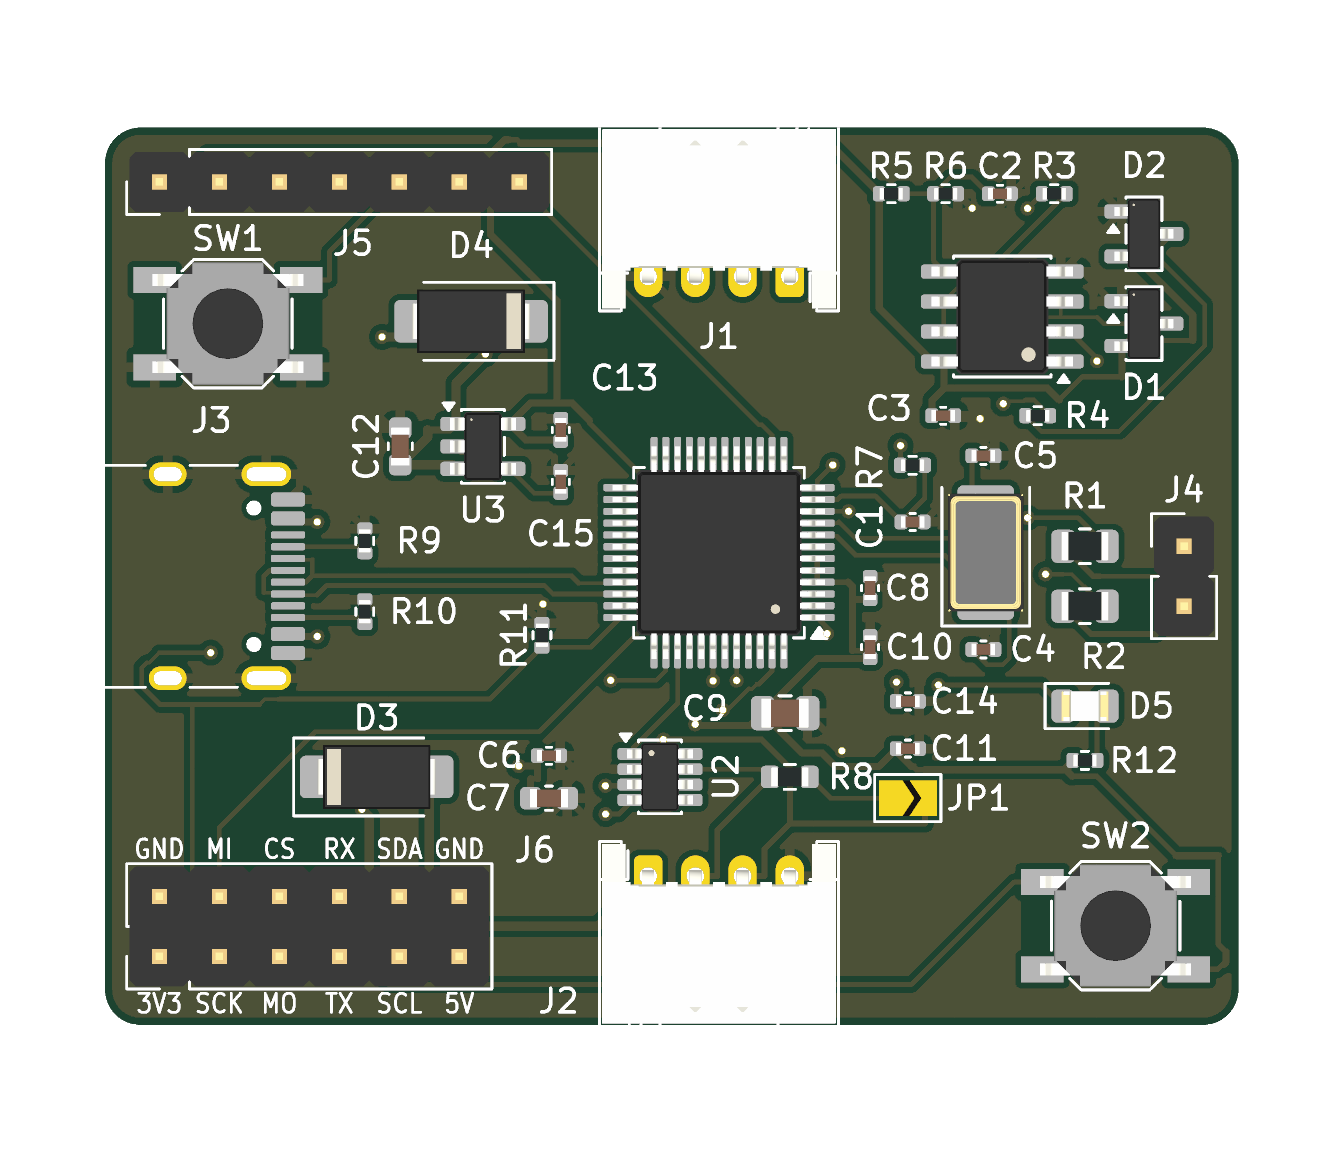 R5 R6 C2 R3 D2
SW1 J5 D4
J1
D1
C13
C3 R4
J3
C12
R7
C5
U3
R1 J4
C15
C1
R9
C8
R10
R11
C10 C4
R2
C9
C14
D5
D3
C6
C11
R12
U2
R8
C7
JP1
SW2
J6
GND MI CS RX SDA GND
3V3 SCK MO TX SCL 5V
J2